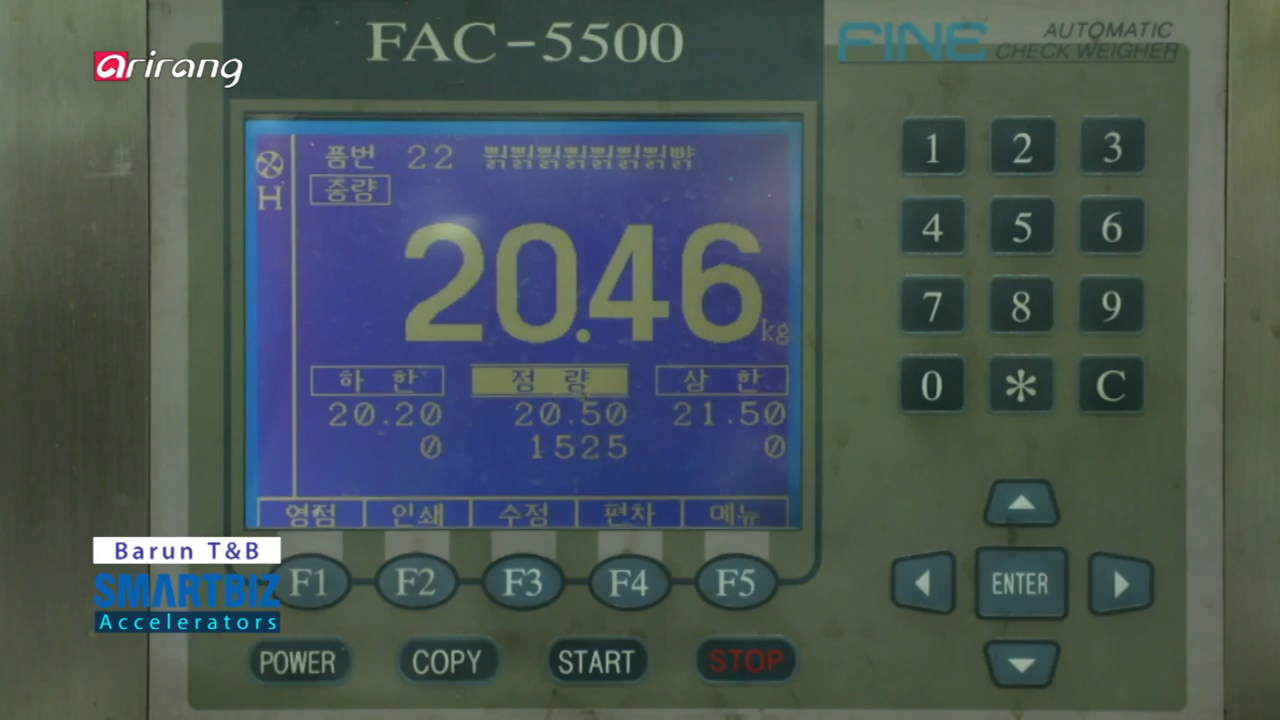 FAC-5500
FINE AUTOMATIC CHECK WEIGHER
arirang
품번 22
H
중량
20.46 kg
하한 정량 상한
20.20 20.50 21.50
0 1525 0
영점 인쇄 수정 편차 메뉴
F1 F2 F3 F4 F5
POWER COPY START STOP
1 2 3
4 5 6
7 8 9
0 * C
ENTER
Barun T&B
SMARTBIZ
Accelerators